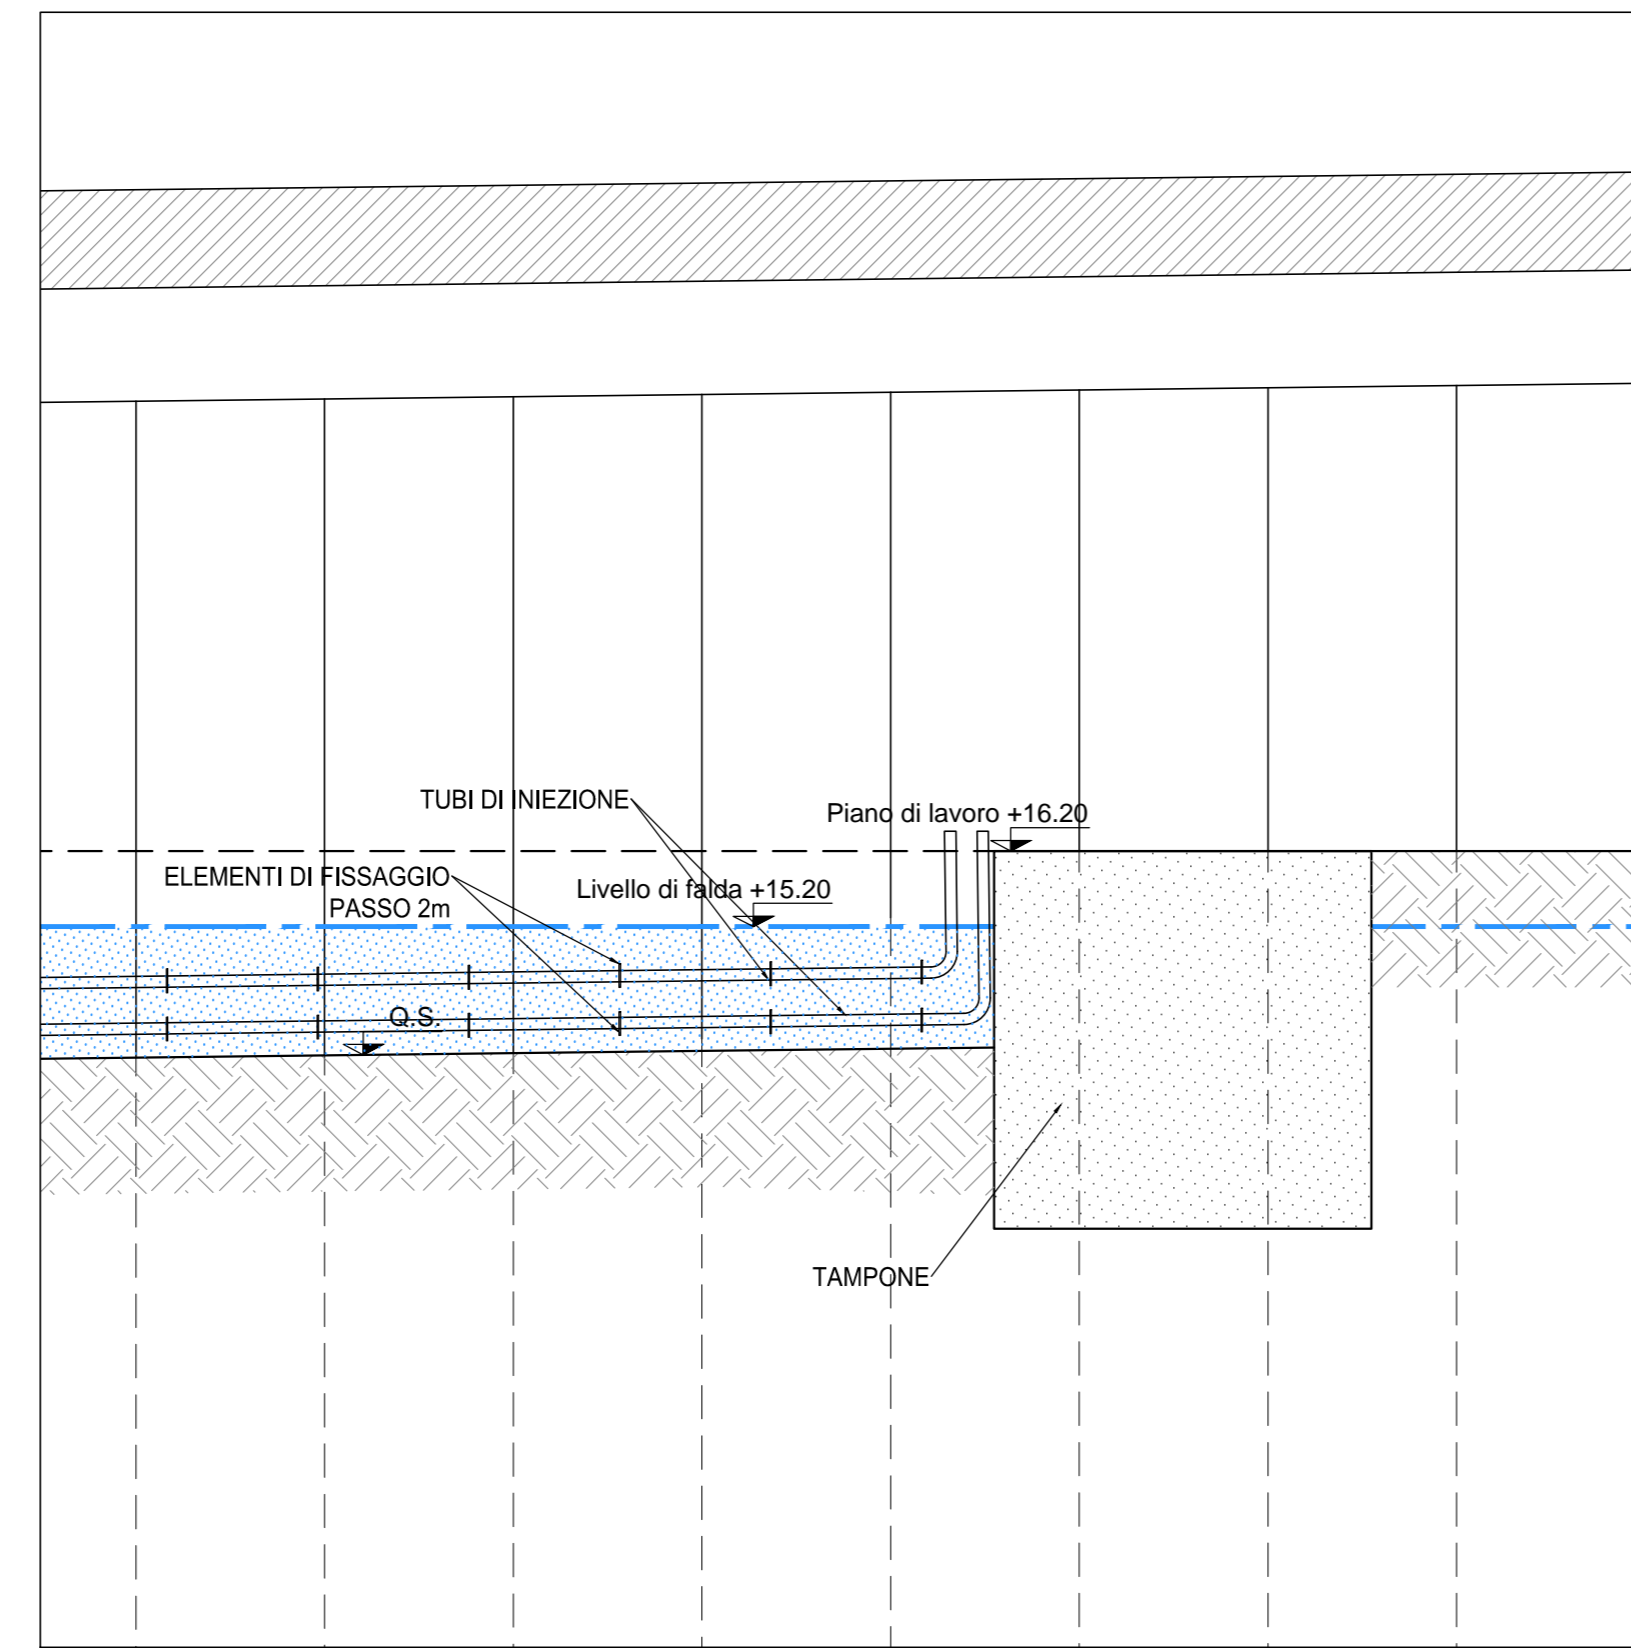 TUBI DI INIEZIONE
Piano di lavoro +16.20
ELEMENTI DI FISSAGGIO
PASSO 2m
Livello di falda +15.20
Q.S.
TAMPONE